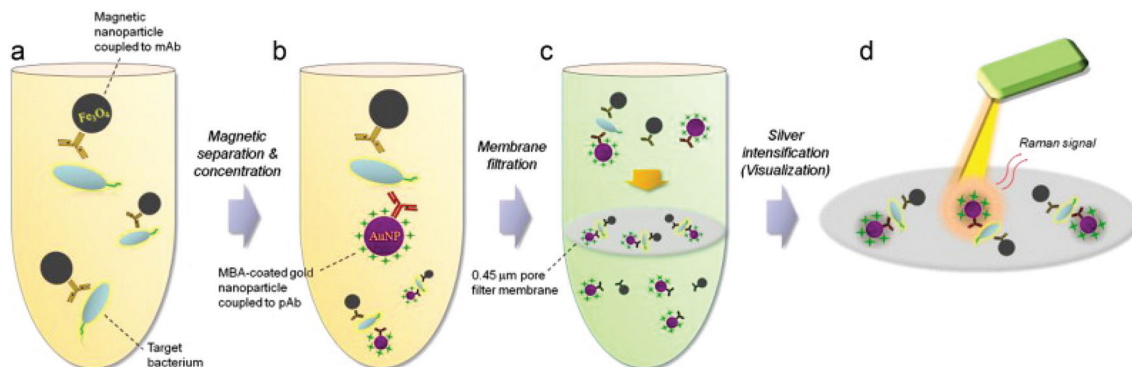 a
Magnetic
nanoparticle
coupled to mAb
Fe₃O₄
Target
bacterium
Magnetic
separation &
concentration
b
AuNP
MBA-coated gold
nanoparticle
coupled to pAb
Membrane
filtration
c
0.45 μm pore
filter membrane
Silver
intensification
(Visualization)
d
Raman signal